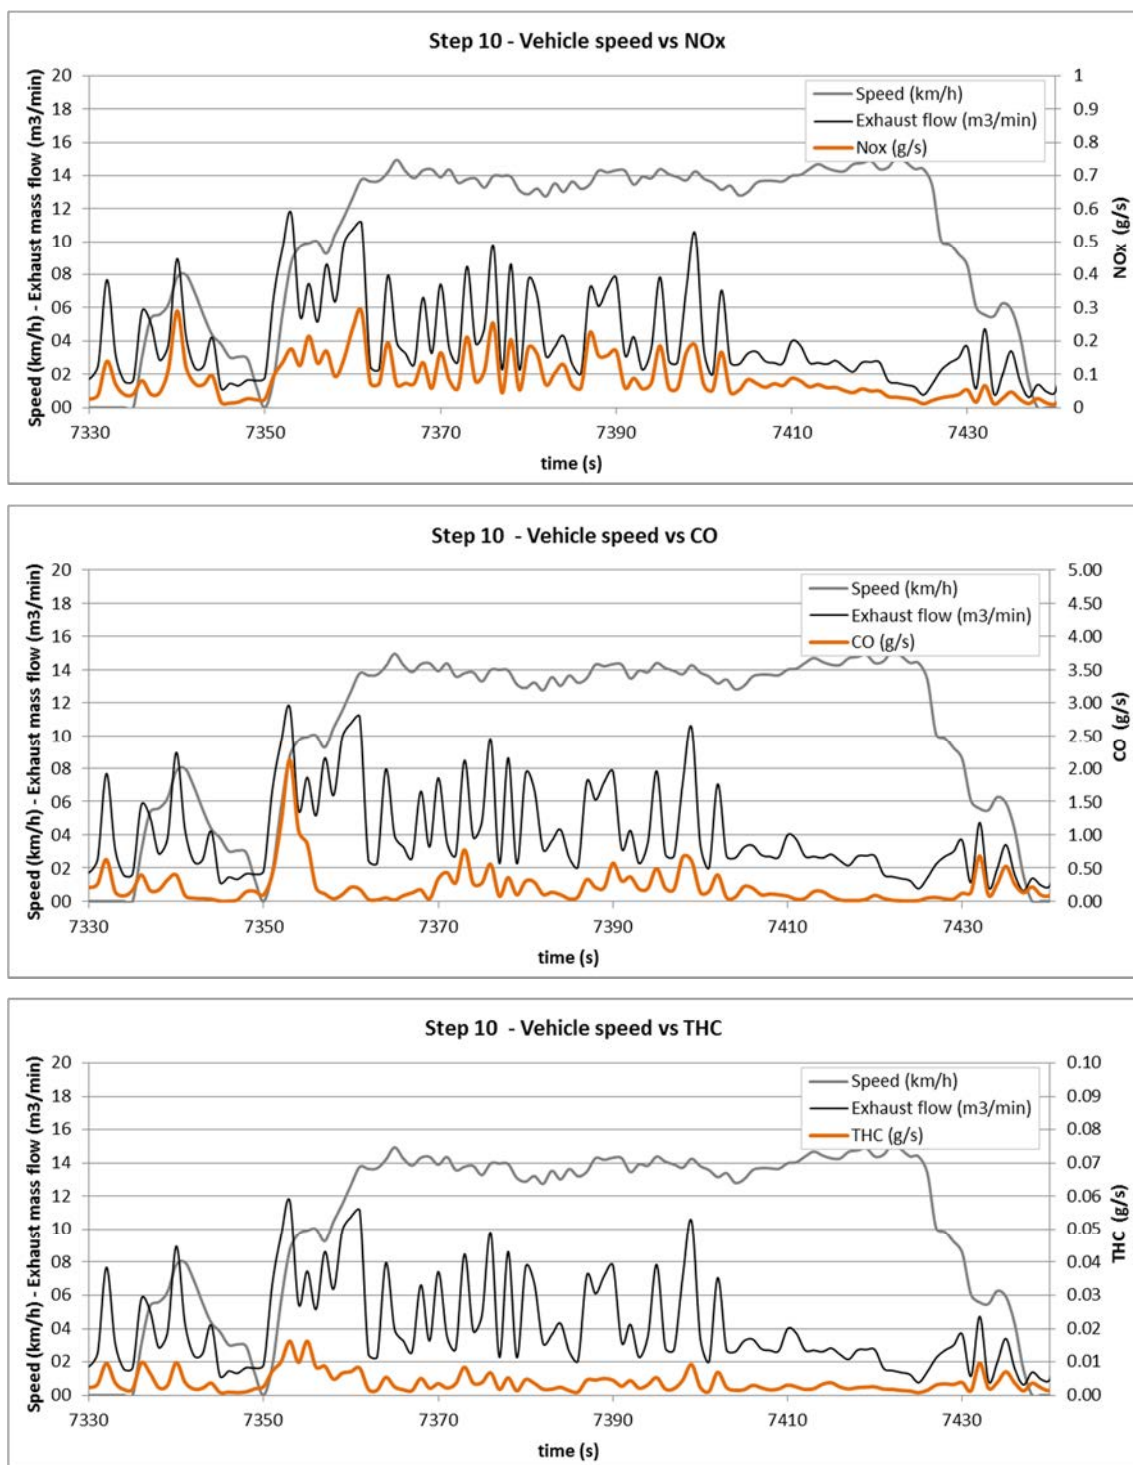 Step 10 - Vehicle speed vs NOx
Speed (km/h) - Exhaust mass flow (m3/min)
20
18
16
14
12
10
08
06
04
02
00
Speed (km/h)
Exhaust flow (m3/min)
Nox (g/s)
1
0.9
0.8
0.7
0.6
0.5
0.4
0.3
0.2
0.1
0
NOx (g/s)
7330 7350 7370 7390 7410 7430
time (s)
Step 10 - Vehicle speed vs CO
Speed (km/h) - Exhaust mass flow (m3/min)
20
18
16
14
12
10
08
06
04
02
00
Speed (km/h)
Exhaust flow (m3/min)
CO (g/s)
5.00
4.50
4.00
3.50
3.00
2.50
2.00
1.50
1.00
0.50
0.00
CO (g/s)
7330 7350 7370 7390 7410 7430
time (s)
Step 10 - Vehicle speed vs THC
Speed (km/h) - Exhaust mass flow (m3/min)
20
18
16
14
12
10
08
06
04
02
00
Speed (km/h)
Exhaust flow (m3/min)
THC (g/s)
0.10
0.09
0.08
0.07
0.06
0.05
0.04
0.03
0.02
0.01
0.00
THC (g/s)
7330 7350 7370 7390 7410 7430
time (s)